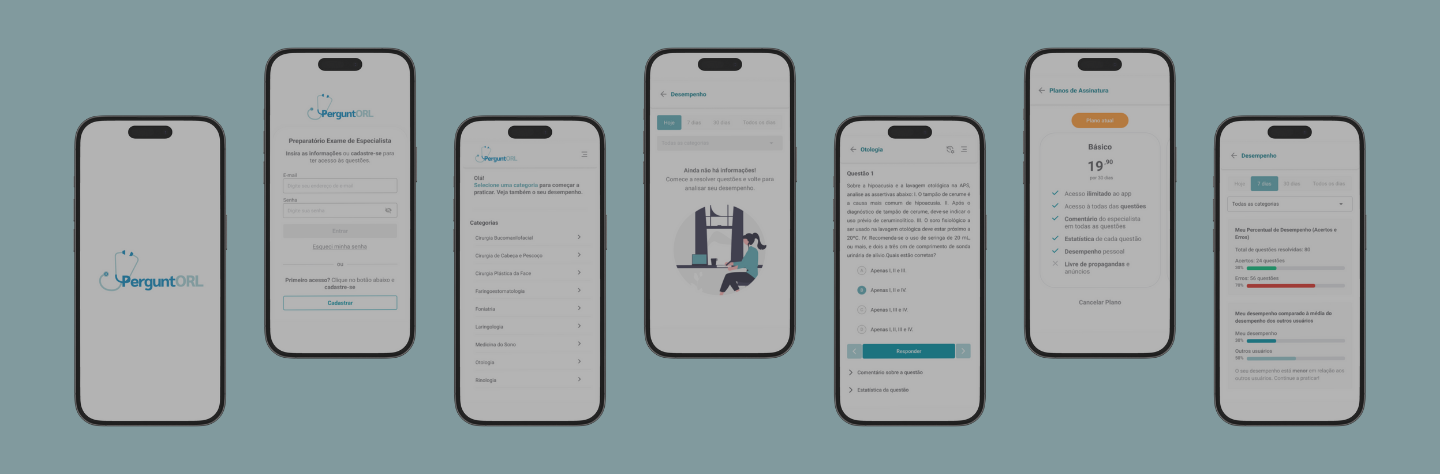 PerguntORL
PerguntORL
Preparatório Exame de Especialista
Insira as informações ou cadastre-se para
ter acesso às questões.
E-mail
Digite seu endereço de e-mail
Senha
Digite sua senha
Entrar
Esqueci minha senha
ou
Primeiro acesso? Clique no botão abaixo e
cadastre-se
Cadastrar
PerguntORL
Olá!
Selecione uma categoria para começar a
praticar. Veja também o seu desempenho.
Categorias
Cirurgia Bucomaxilofacial
Cirurgia de Cabeça e Pescoço
Cirurgia Plástica da Face
Faringoestomatologia
Foniatria
Laringologia
Medicina do Sono
Otologia
Rinologia
Desempenho
Hoje 7 dias 30 dias Todos os dias
Todas as categorias
Ainda não há informações!
Comece a resolver questões e volte para
analisar seu desempenho.
Otologia
Questão 1
Sobre a hipoacusia e a lavagem otológica na APS,
analise as assertivas abaixo: I. O tampão de cerume é
a causa mais comum de hipoacusia. II. Após o
diagnóstico de tampão de cerume, deve-se indicar o
uso prévio de ceruminolítico. III. O soro fisiológico a
ser usado na lavagem otológica deve estar próximo a
20ºC. IV. Recomenda-se o uso de seringa de 20 mL,
ou mais, e dois a três cm de comprimento de sonda
uretral de alívio. Quais estão corretas?
Apenas I, II e III.
Apenas I, II e IV.
Apenas I, III e IV.
Apenas I, II, III e IV.
Responder
Comentário sobre a questão
Estatística da questão
Planos de Assinatura
Plano atual
Básico
19,90
por 30 dias
Acesso ilimitado ao app
Acesso à todas das questões
Comentário do especialista
em todas as questões
Estatística de cada questão
Desempenho pessoal
Livre de propagandas e
anúncios
Cancelar Plano
Desempenho
Hoje 7 dias 30 dias Todos os dias
Todas as categorias
Meu Percentual de Desempenho (Acertos e
Erros)
Total de questões resolvidas: 80
Acertos: 24 questões
30%
Erros: 56 questões
70%
Meu desempenho comparado à média de
desempenho dos outros usuários
Meu desempenho
30%
Outros usuários
50%
O seu desempenho está menor em relação aos
outros usuários. Continue a praticar!